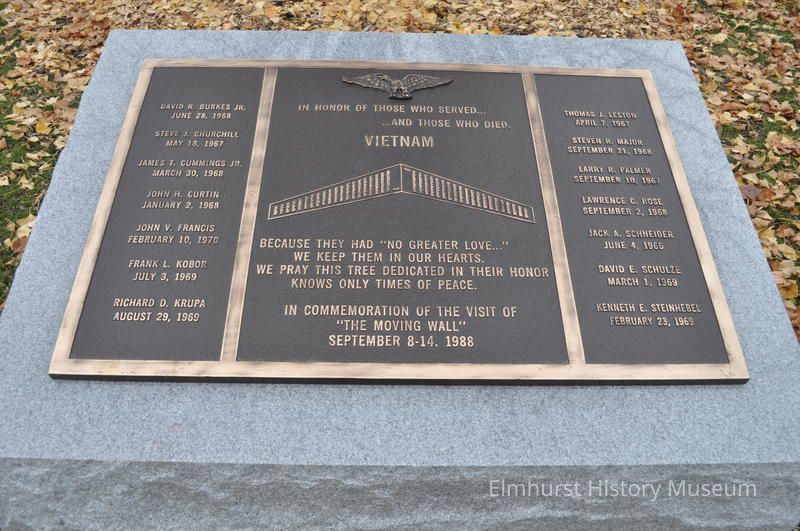 DAVID R. BURKES JR.
JUNE 28, 1968
STEVE J. CHURCHILL
MAY 18, 1967
JAMES T. CUMMINGS JR.
MARCH 30, 1968
JOHN H. CURTIN
JANUARY 2, 1968
JOHN V. FRANCIS
FEBRUARY 10, 1970
FRANK L. KOBOR
JULY 3, 1969
RICHARD D. KRUPA
AUGUST 29, 1969
IN HONOR OF THOSE WHO SERVED...
...AND THOSE WHO DIED.
VIETNAM
BECAUSE THEY HAD "NO GREATER LOVE..."
WE KEEP THEM IN OUR HEARTS.
WE PRAY THIS TREE DEDICATED IN THEIR HONOR
KNOWS ONLY TIMES OF PEACE.
IN COMMEMORATION OF THE VISIT OF
"THE MOVING WALL"
SEPTEMBER 8-14, 1988
THOMAS J. LESTON
APRIL 7, 1967
STEVEN R. MAJOR
SEPTEMBER 21, 1968
LARRY R. PALMER
SEPTEMBER 10, 1967
LAWRENCE C. ROSE
SEPTEMBER 2, 1968
JACK A. SCHNEIDER
JUNE 4, 1966
DAVID E. SCHULZE
MARCH 1, 1969
KENNETH E. STEINHEBEL
FEBRUARY 23, 1969
Elmhurst History Museum